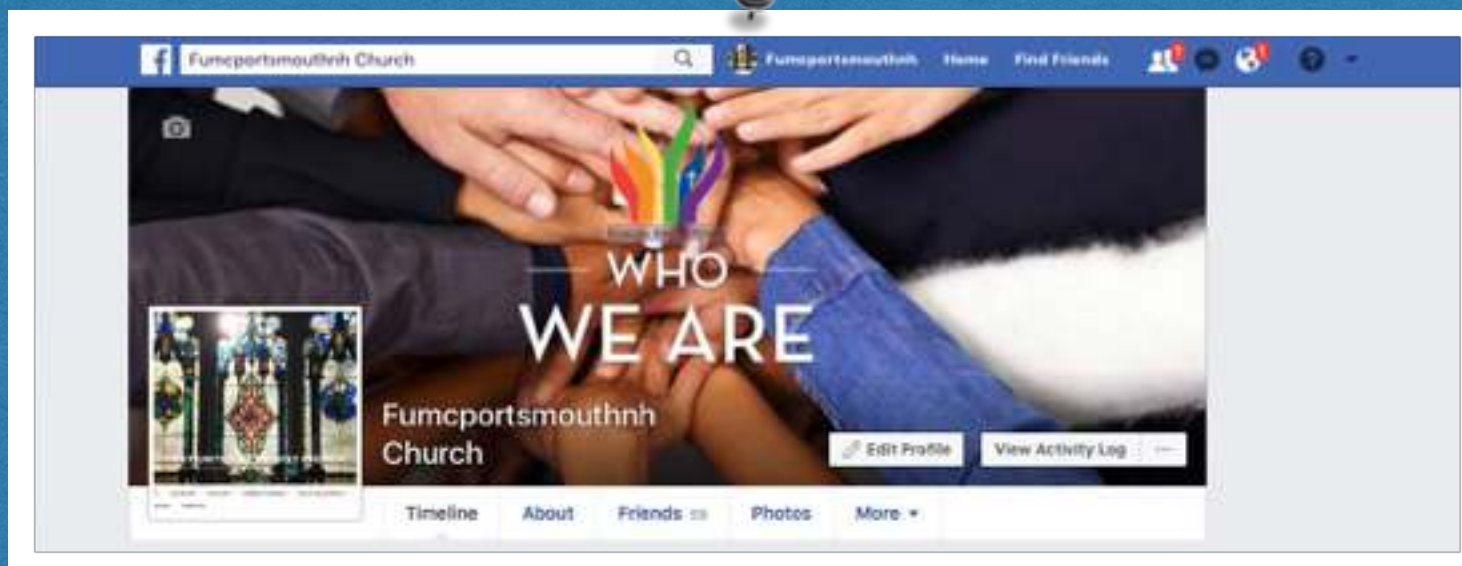 f Fumcportsmouthnh Church
Fumcportsmouthnh Home Find Friends
WHO
WE ARE
Fumcportsmouthnh
Church
Edit Profile View Activity Log ...
Timeline About Friends Photos More